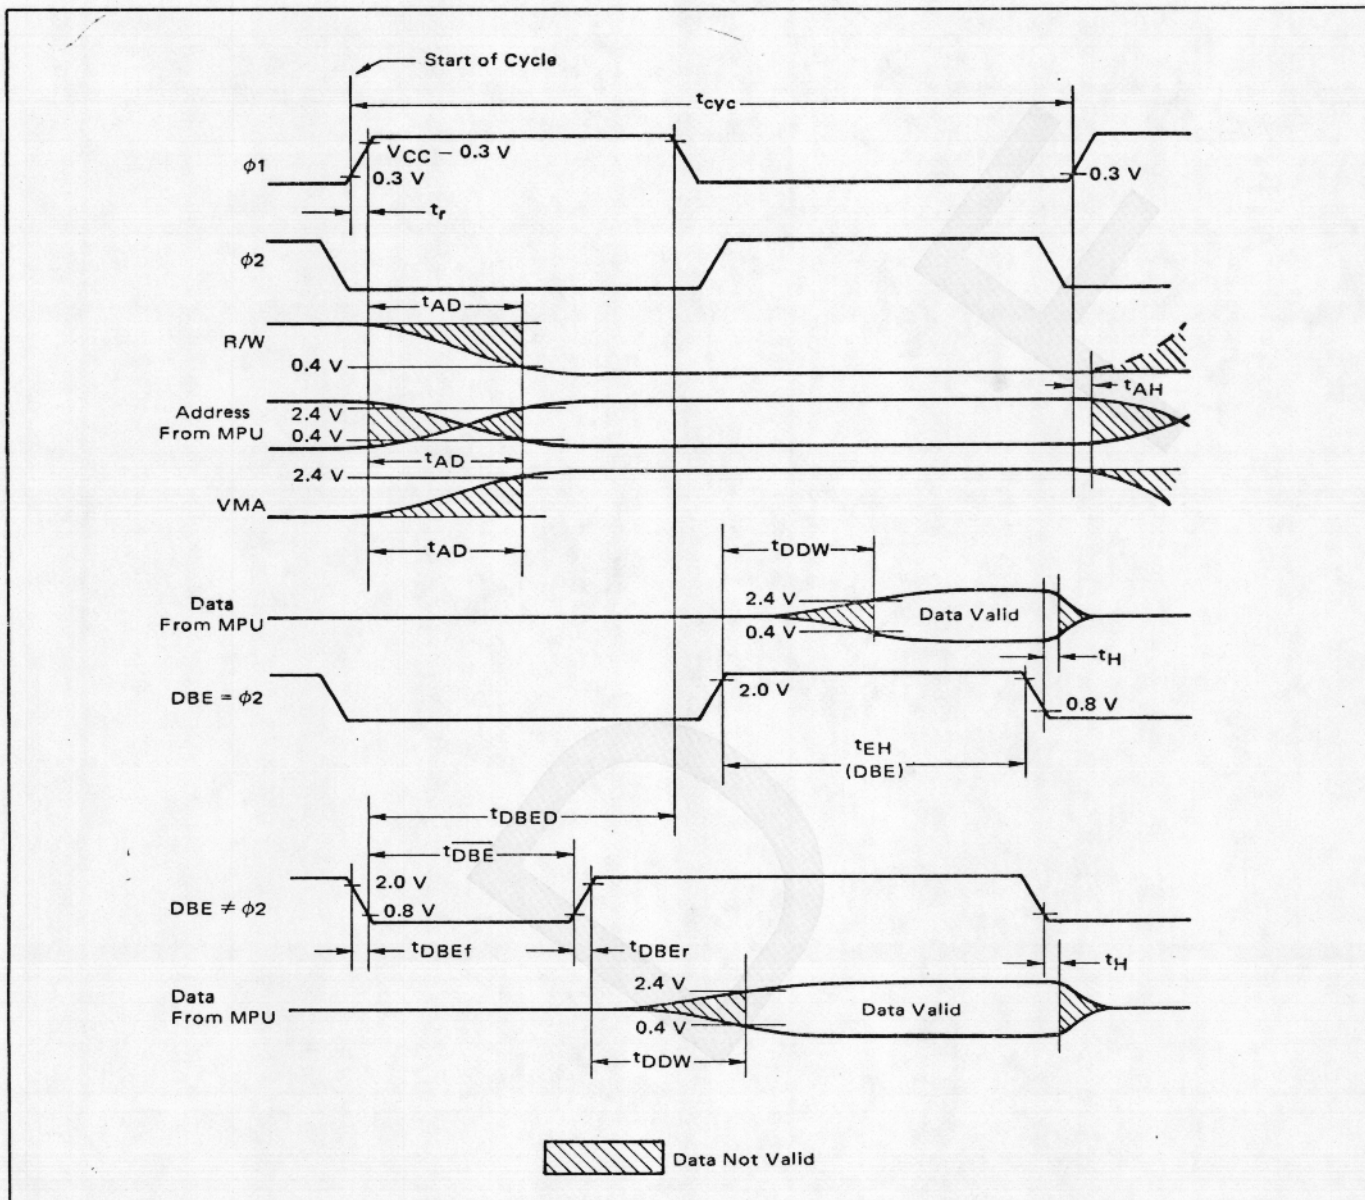 Start of Cycle
tcyc
VCC – 0.3 V
ϕ1
0.3 V
0.3 V
tr
ϕ2
tAD
R/W
0.4 V
tAH
Address
From MPU
2.4 V
0.4 V
tAD
2.4 V
VMA
tAD
tDDW
Data
From MPU
2.4 V
0.4 V
Data Valid
tH
DBE = ϕ2
2.0 V
0.8 V
tEH
(DBE)
tDBED
tD̅B̅E̅
DBE ≠ ϕ2
2.0 V
0.8 V
tDBEf
tDBEr
tH
Data
From MPU
2.4 V
0.4 V
Data Valid
tDDW
Data Not Valid